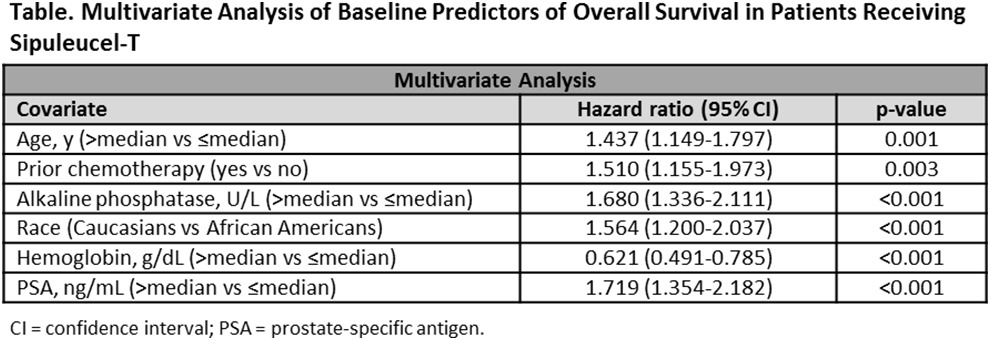 Table. Multivariate Analysis of Baseline Predictors of Overall Survival in Patients Receiving
Sipuleucel-T
Multivariate Analysis
Covariate Hazard ratio (95% CI) p-value
Age, y (>median vs ≤median) 1.437 (1.149-1.797) 0.001
Prior chemotherapy (yes vs no) 1.510 (1.155-1.973) 0.003
Alkaline phosphatase, U/L (>median vs ≤median) 1.680 (1.336-2.111) <0.001
Race (Caucasians vs African Americans) 1.564 (1.200-2.037) <0.001
Hemoglobin, g/dL (>median vs ≤median) 0.621 (0.491-0.785) <0.001
PSA, ng/mL (>median vs ≤median) 1.719 (1.354-2.182) <0.001
CI = confidence interval; PSA = prostate-specific antigen.